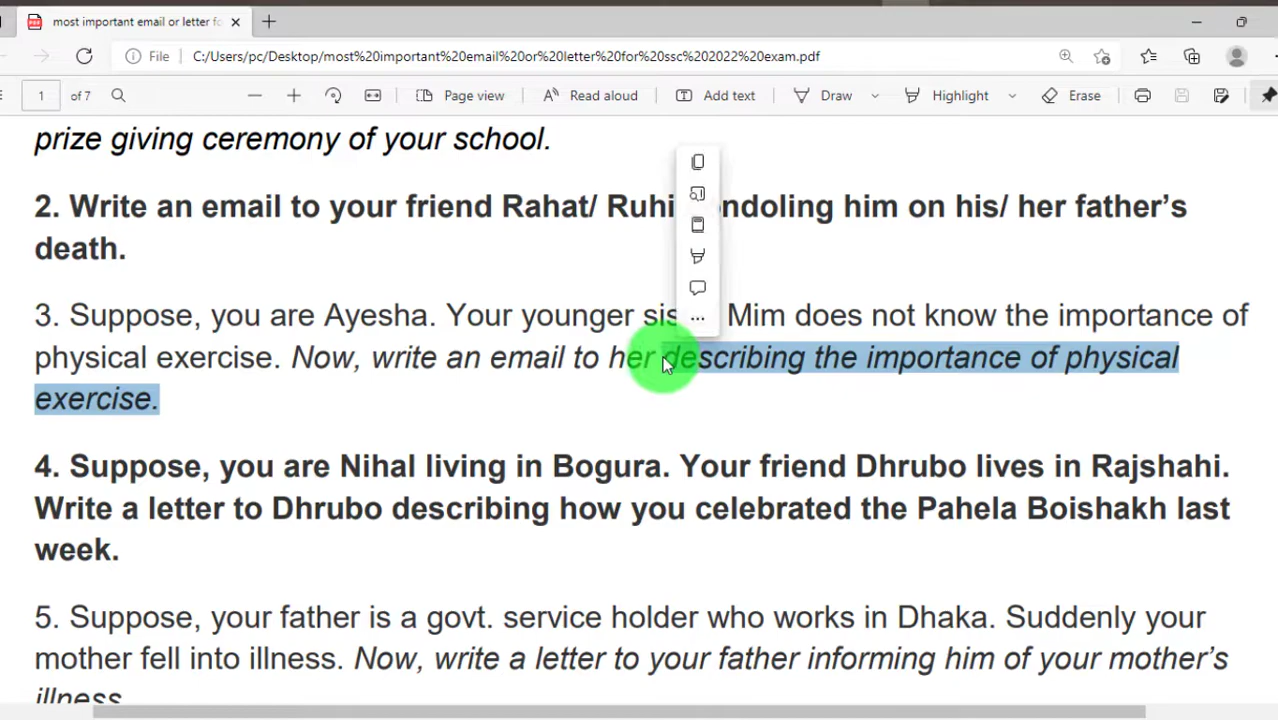 most important email or letter fo
File C:/Users/pc/Desktop/most%20important%20email%20or%20letter%20for%20ssc%202022%20exam.pdf
1 of 7 Page view Read aloud Add text Draw Highlight Erase
prize giving ceremony of your school.
2. Write an email to your friend Rahat/ Ruhi ndoling him on his/ her father's
death.
3. Suppose, you are Ayesha. Your younger sis Mim does not know the importance of
physical exercise. Now, write an email to her describing the importance of physical
exercise.
4. Suppose, you are Nihal living in Bogura. Your friend Dhrubo lives in Rajshahi.
Write a letter to Dhrubo describing how you celebrated the Pahela Boishakh last
week.
5. Suppose, your father is a govt. service holder who works in Dhaka. Suddenly your
mother fell into illness. Now, write a letter to your father informing him of your mother's
illness.